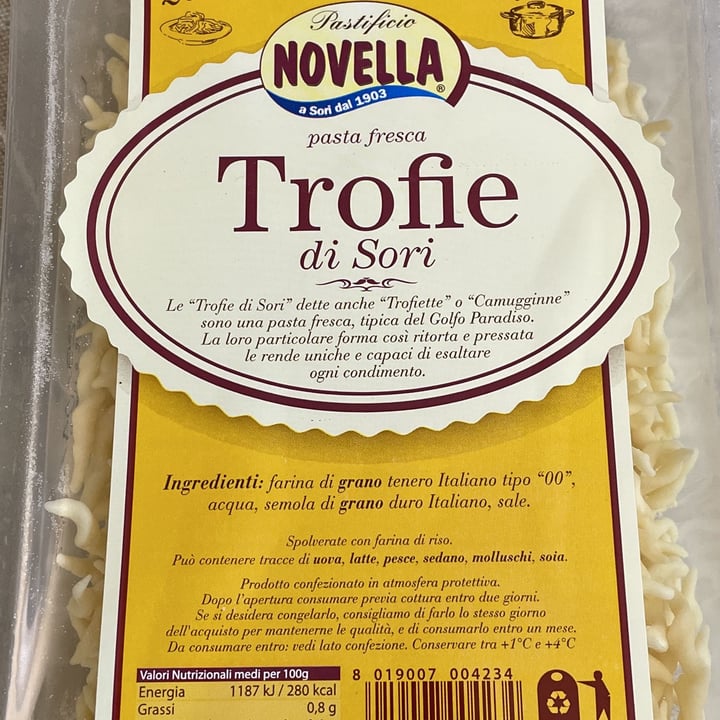 Pastificio
NOVELLA
®
a Sori dal 1903
pasta fresca
Trofie
di Sori
Le “Trofie di Sori” dette anche “Trofiette” o “Camugginne”
sono una pasta fresca, tipica del Golfo Paradiso.
La loro particolare forma così ritorta e pressata
le rende uniche e capaci di esaltare
ogni condimento.
Ingredienti: farina di grano tenero Italiano tipo “00”,
acqua, semola di grano duro Italiano, sale.
Spolverate con farina di riso.
Può contenere tracce di uova, latte, pesce, sedano, molluschi, soia.
Prodotto confezionato in atmosfera protettiva.
Dopo l'apertura consumare previa cottura entro due giorni.
Se si desidera congelarlo, consigliamo di farlo lo stesso giorno
dell'acquisto per mantenerne le qualità, e di consumarlo entro un mese.
Da consumare entro: vedi lato confezione. Conservare tra +1°C e +4°C
Valori Nutrizionali medi per 100g
Energia 1187 kJ / 280 kcal
Grassi 0,8 g
8 019007 004234